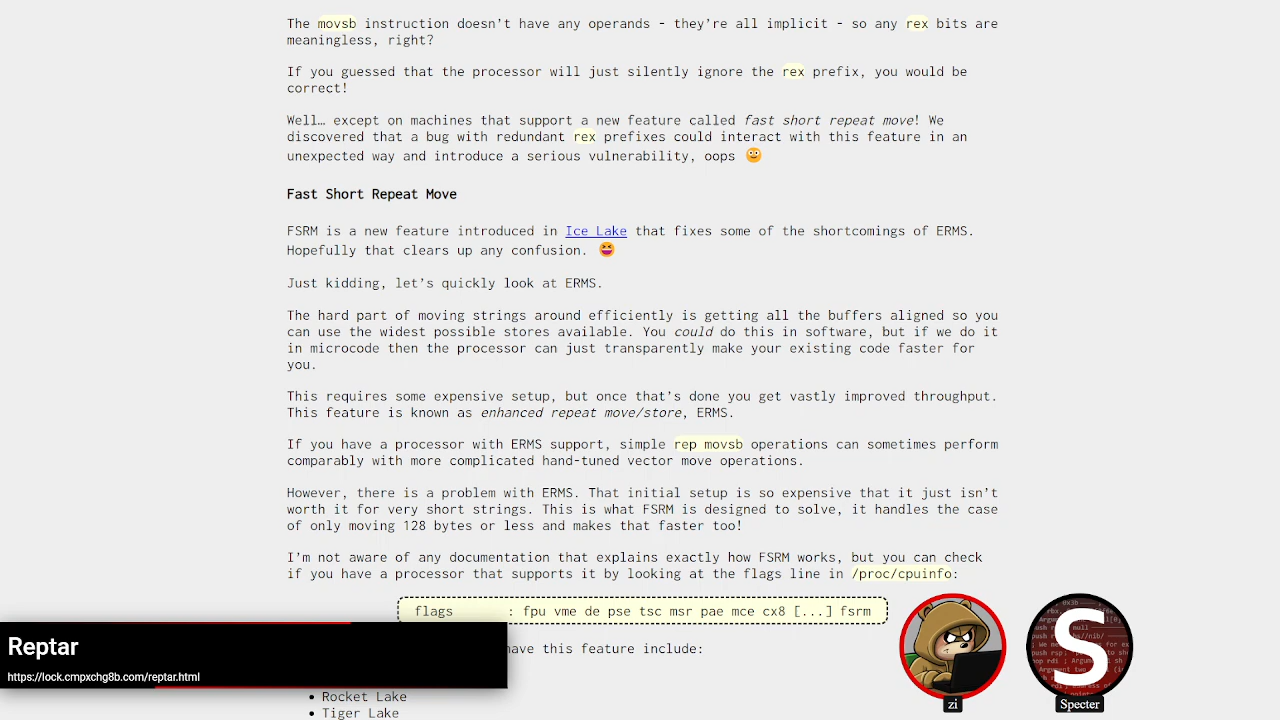 The movsb instruction doesn't have any operands - they're all implicit - so any rex bits are
meaningless, right?
If you guessed that the processor will just silently ignore the rex prefix, you would be
correct!
Well… except on machines that support a new feature called fast short repeat move! We
discovered that a bug with redundant rex prefixes could interact with this feature in an
unexpected way and introduce a serious vulnerability, oops
Fast Short Repeat Move
FSRM is a new feature introduced in Ice Lake that fixes some of the shortcomings of ERMS.
Hopefully that clears up any confusion.
Just kidding, let's quickly look at ERMS.
The hard part of moving strings around efficiently is getting all the buffers aligned so you
can use the widest possible stores available. You could do this in software, but if we do it
in microcode then the processor can just transparently make your existing code faster for
you.
This requires some expensive setup, but once that's done you get vastly improved throughput.
This feature is known as enhanced repeat move/store, ERMS.
If you have a processor with ERMS support, simple rep movsb operations can sometimes perform
comparably with more complicated hand-tuned vector move operations.
However, there is a problem with ERMS. That initial setup is so expensive that it just isn't
worth it for very short strings. This is what FSRM is designed to solve, it handles the case
of only moving 128 bytes or less and makes that faster too!
I'm not aware of any documentation that explains exactly how FSRM works, but you can check
if you have a processor that supports it by looking at the flags line in /proc/cpuinfo:
flags : fpu vme de pse tsc msr pae mce cx8 [...] fsrm
have this feature include:
Rocket Lake
Tiger Lake
Reptar
https://lock.cmpxchg8b.com/reptar.html
zi
S
Specter